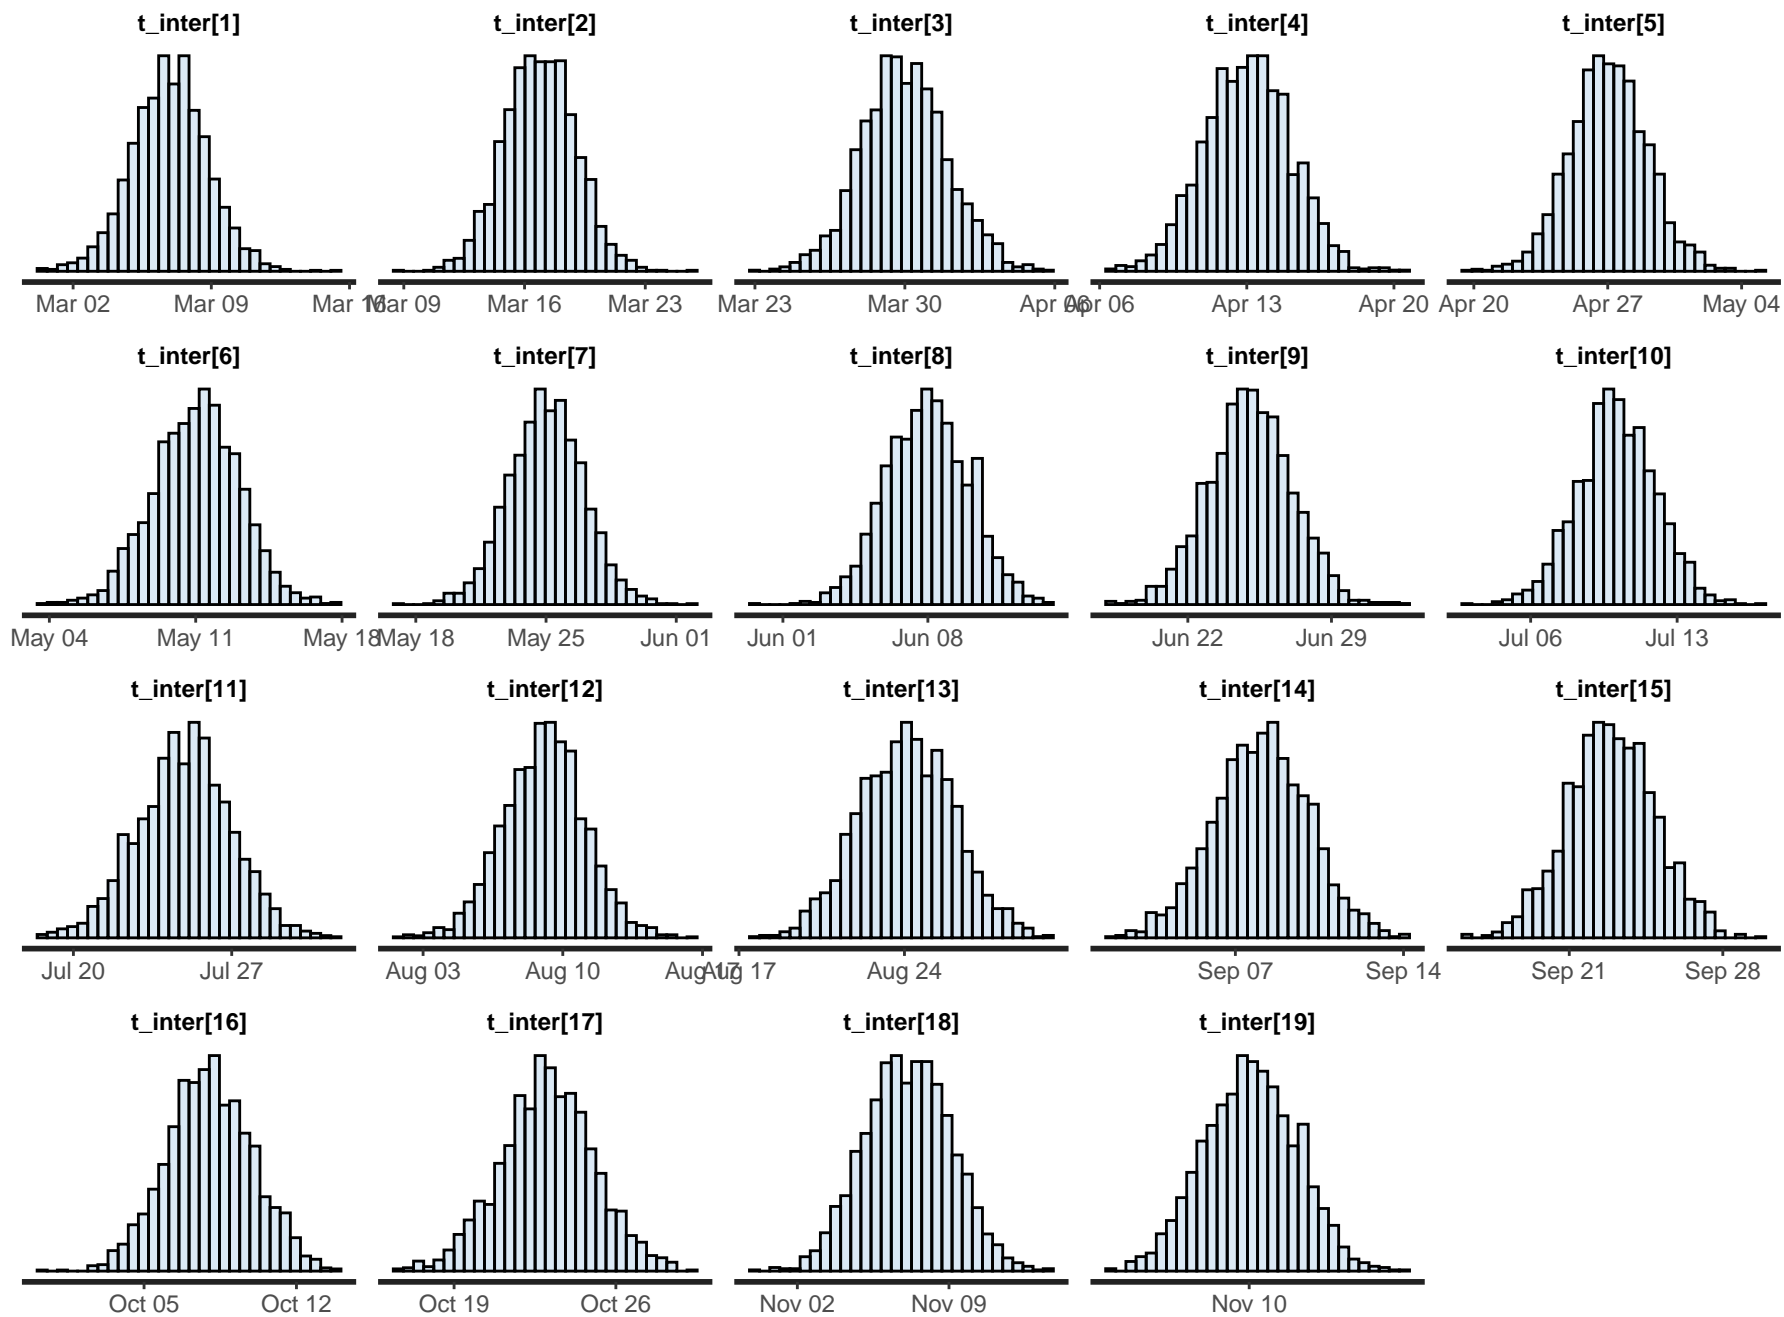 t_inter[1] t_inter[2] t_inter[3] t_inter[4] t_inter[5]
Mar 02 Mar 09 Mar 16 Mar 09 Mar 16 Mar 23 Mar 23 Mar 30 Apr 06 Apr 06 Apr 13 Apr 20 Apr 20 Apr 27 May 04
t_inter[6] t_inter[7] t_inter[8] t_inter[9] t_inter[10]
May 04 May 11 May 18 May 18 May 25 Jun 01 Jun 01 Jun 08 Jun 22 Jun 29 Jul 06 Jul 13
t_inter[11] t_inter[12] t_inter[13] t_inter[14] t_inter[15]
Jul 20 Jul 27 Aug 03 Aug 10 Aug 17 Aug 17 Aug 24 Sep 07 Sep 14 Sep 21 Sep 28
t_inter[16] t_inter[17] t_inter[18] t_inter[19]
Oct 05 Oct 12 Oct 19 Oct 26 Nov 02 Nov 09 Nov 10